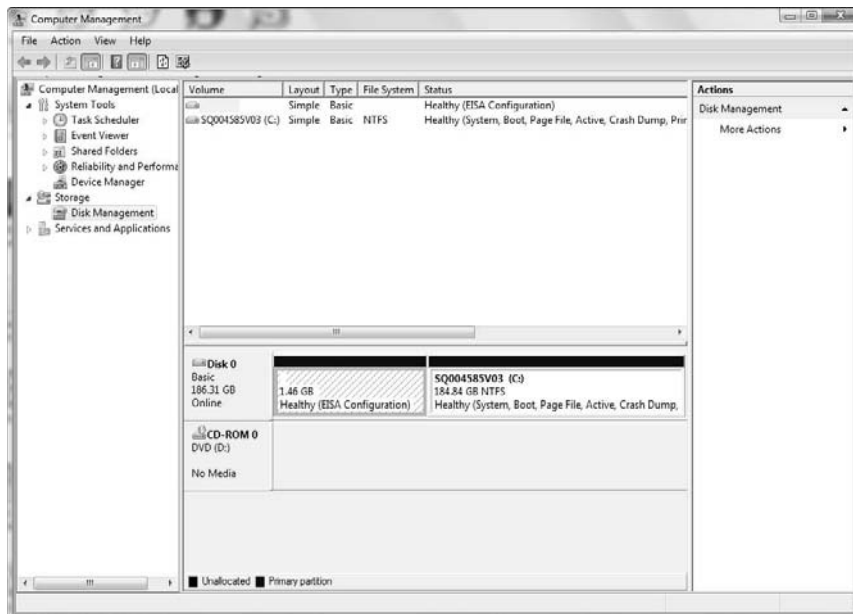 Computer Management
File Action View Help
Computer Management (Local
System Tools
Task Scheduler
Event Viewer
Shared Folders
Reliability and Performa
Device Manager
Storage
Disk Management
Services and Applications
Volume Layout Type File System Status
Simple Basic Healthy (EISA Configuration)
SQ004585V03 (C:) Simple Basic NTFS Healthy (System, Boot, Page File, Active, Crash Dump, Prir
Disk 0
Basic
186.31 GB
Online
1.46 GB
Healthy (EISA Configuration)
SQ004585V03 (C:)
184.84 GB NTFS
Healthy (System, Boot, Page File, Active, Crash Dump,
CD-ROM 0
DVD (D:)
No Media
Unallocated Primary partition
Actions
Disk Management
More Actions